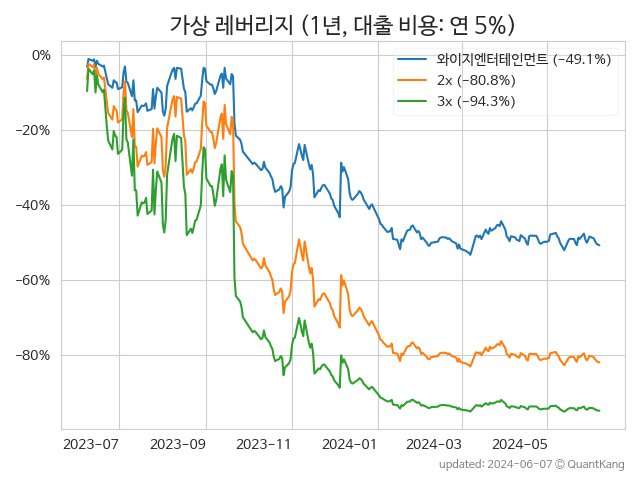 가상 레버리지 (1년, 대출 비용: 연 5%)
와이지엔터테인먼트 (−49.1%)
2x (−80.8%)
3x (−94.3%)
0%
−20%
−40%
−60%
−80%
2023-07 2023-09 2023-11 2024-01 2024-03 2024-05
updated: 2024-06-07 © QuantKang